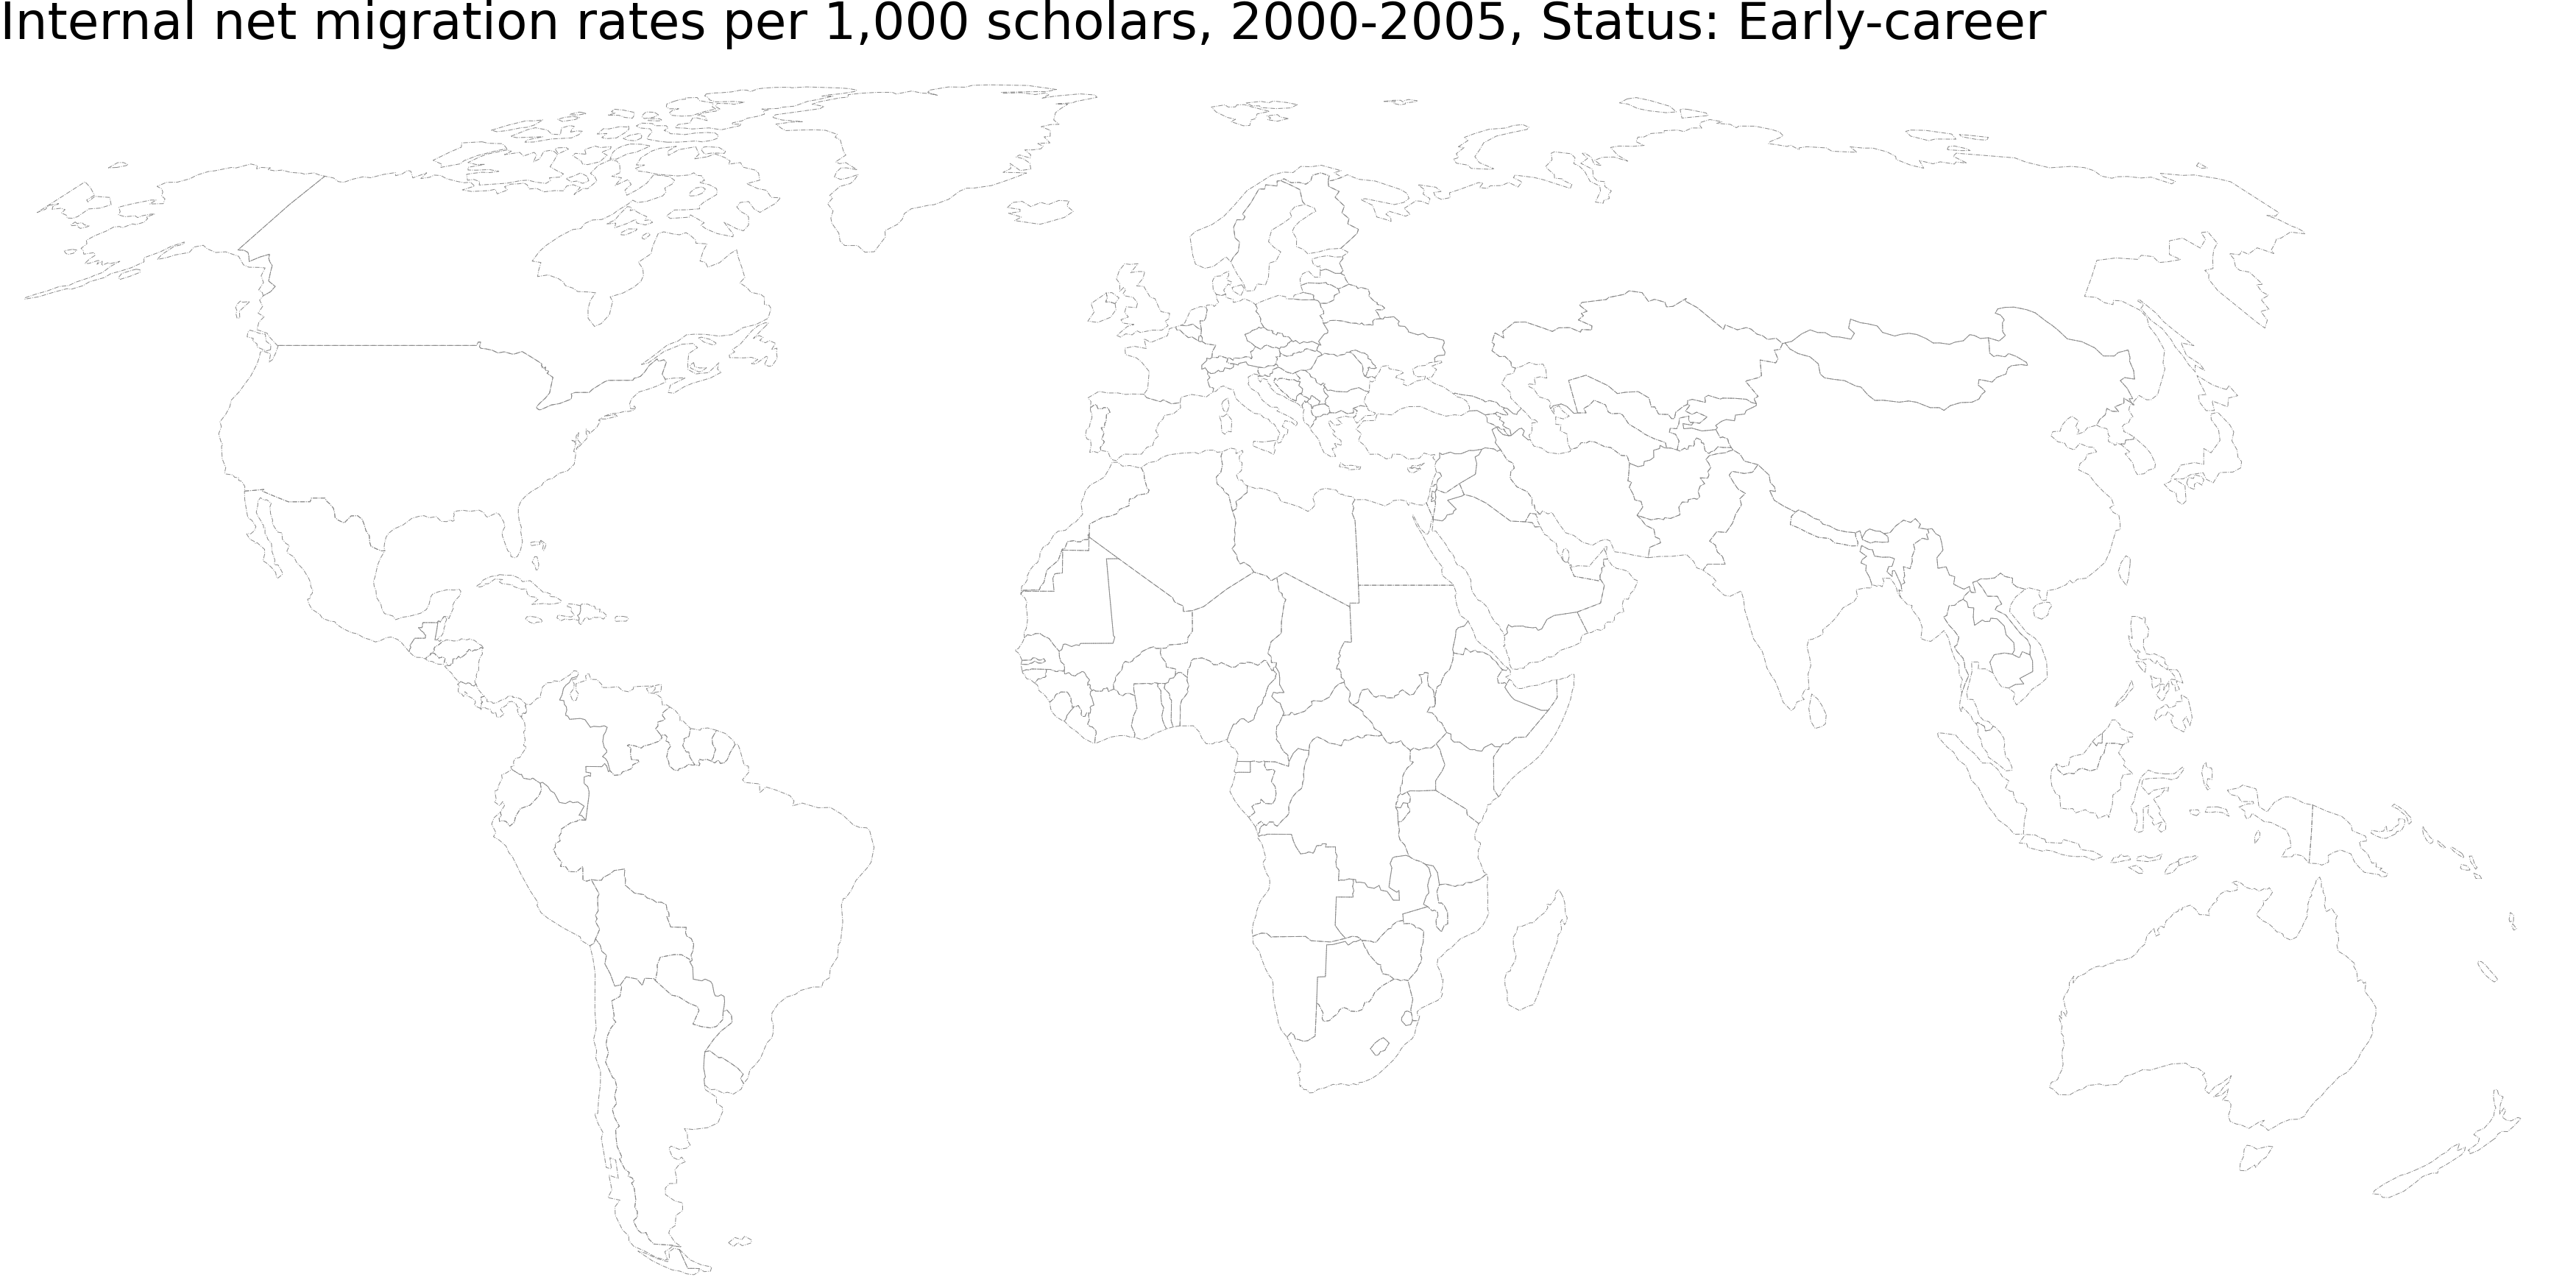 Internal net migration rates per 1,000 scholars, 2000-2005, Status: Early-career